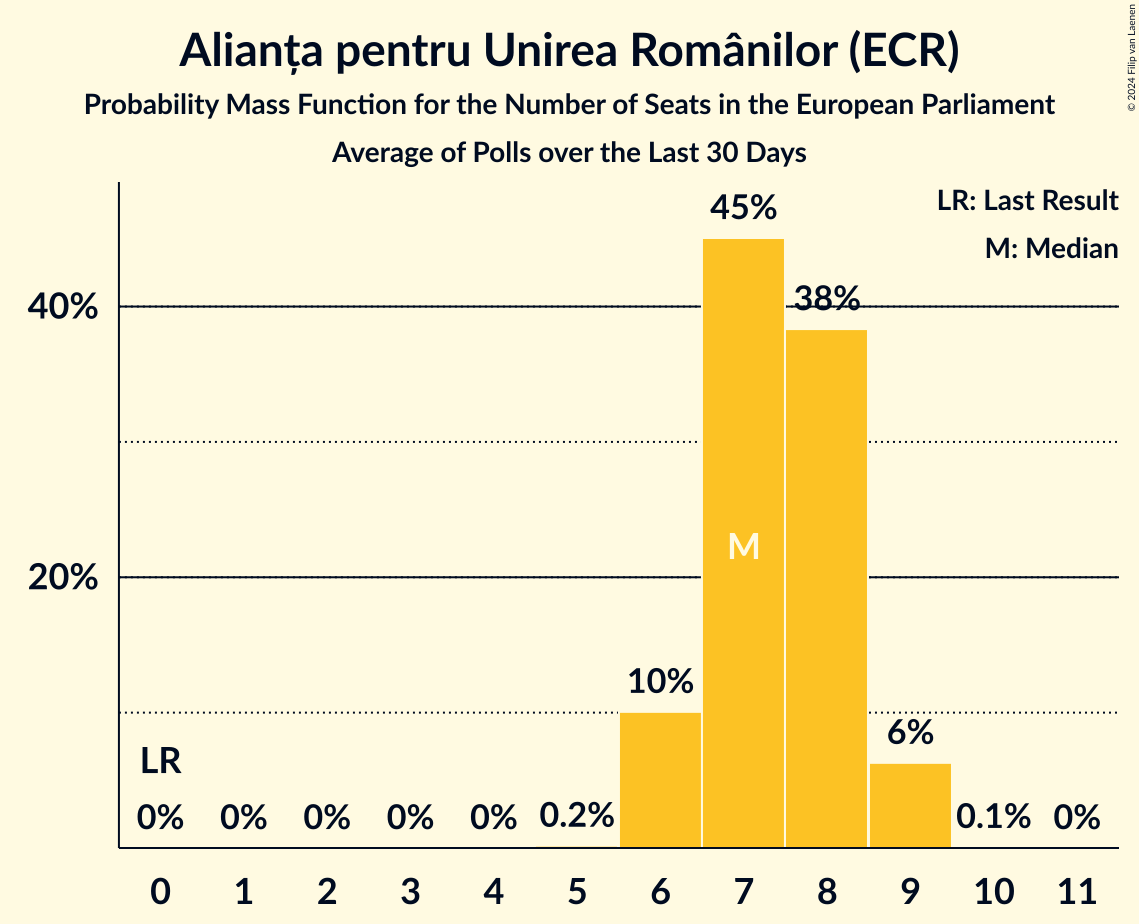 Alianța pentru Unirea Românilor (ECR)
Probability Mass Function for the Number of Seats in the European Parliament
Average of Polls over the Last 30 Days
© 2024 Filip van Laenen
LR: Last Result
M: Median
45%
38%
40%
M
20%
10%
6%
LR
0% 0% 0% 0% 0% 0.2% 0.1% 0%
0 1 2 3 4 5 6 7 8 9 10 11